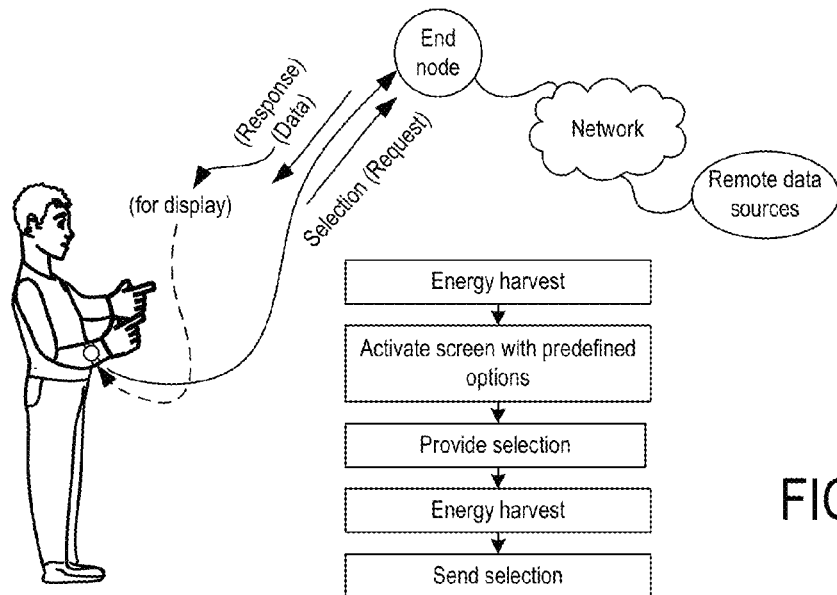 End
node
(Response)
(Data)
Selection (Request)
(for display)
Network
Remote data
sources
Energy harvest
Activate screen with predefined
options
Provide selection
Energy harvest
Send selection
FIG